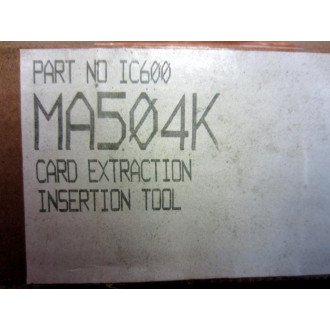 PART NO IC600
MA504K
CARD EXTRACTION
INSERTION TOOL